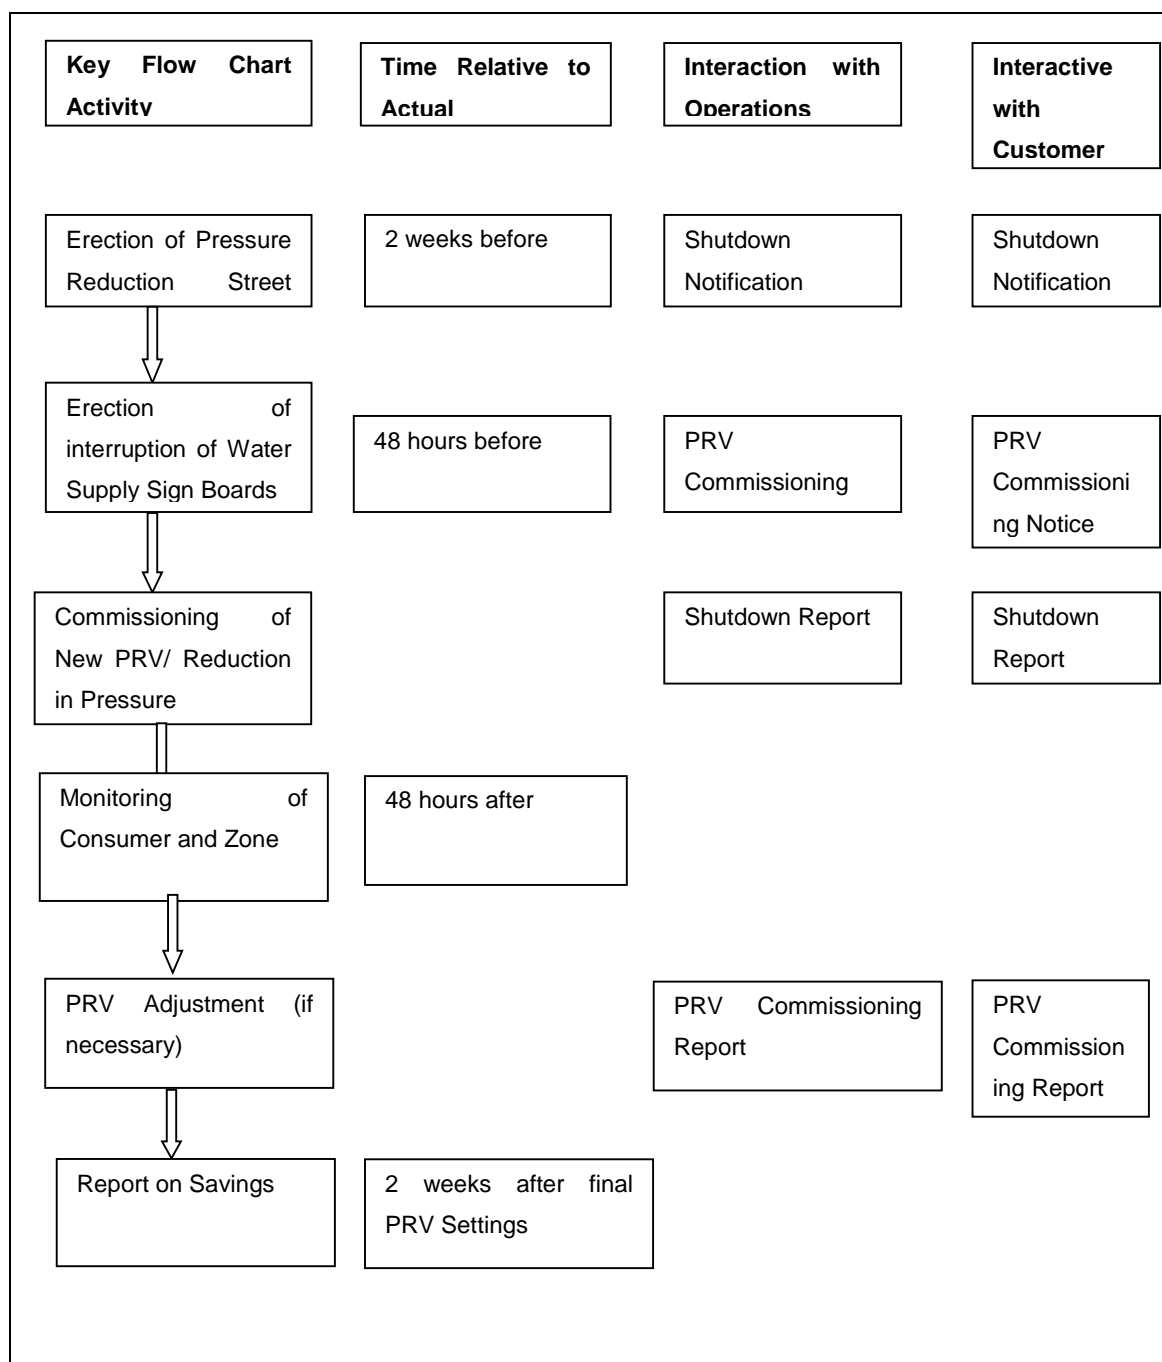 Key Flow Chart
Activity
Time Relative to
Actual
Interaction with
Operations
Interactive
with
Customer
Erection of Pressure
Reduction Street
2 weeks before
Shutdown
Notification
Shutdown
Notification
Erection of
interruption of Water
Supply Sign Boards
48 hours before
PRV
Commissioning
PRV
Commissioni
ng Notice
Commissioning of
New PRV/ Reduction
in Pressure
Shutdown Report
Shutdown
Report
Monitoring of
Consumer and Zone
48 hours after
PRV Adjustment (if
necessary)
PRV Commissioning
Report
PRV
Commission
ing Report
Report on Savings
2 weeks after final
PRV Settings